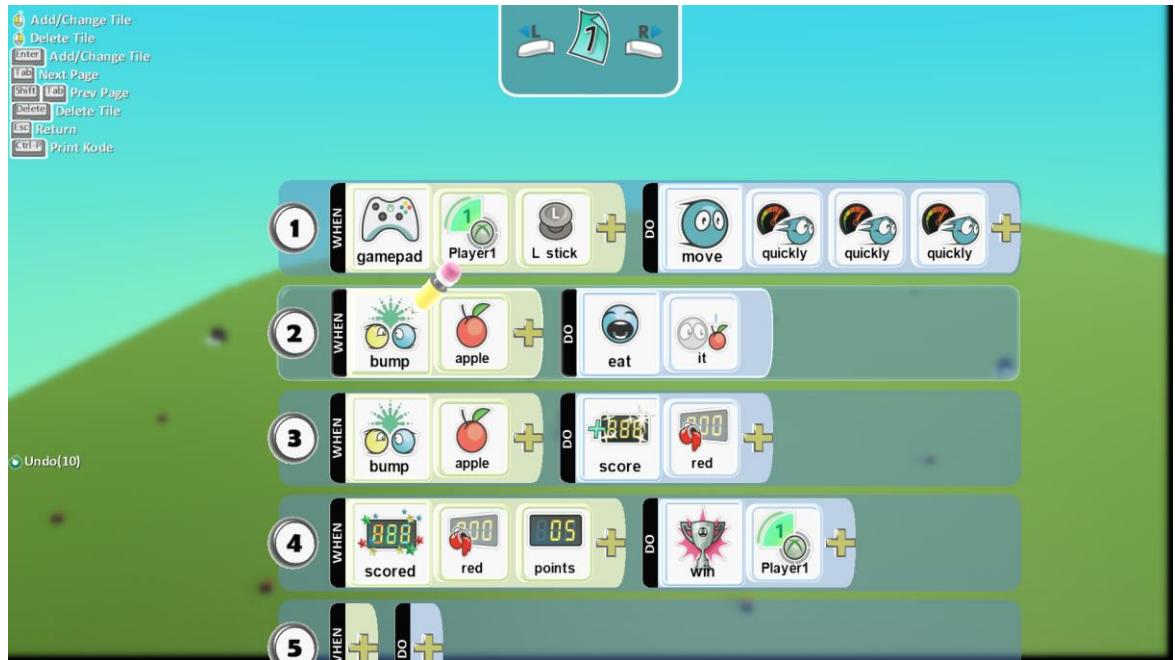 Add/Change Tile
Delete Tile
Enter Add/Change Tile
Tab Next Page
Shift Tab Prev Page
Delete Delete Tile
Esc Return
Ctrl-P Print Kode
L 1 R
1 WHEN gamepad Player1 L stick DO move quickly quickly quickly
2 WHEN bump apple DO eat it
3 WHEN bump apple DO score red
Undo(10)
4 WHEN scored red 05 points DO win Player1
5 WHEN DO